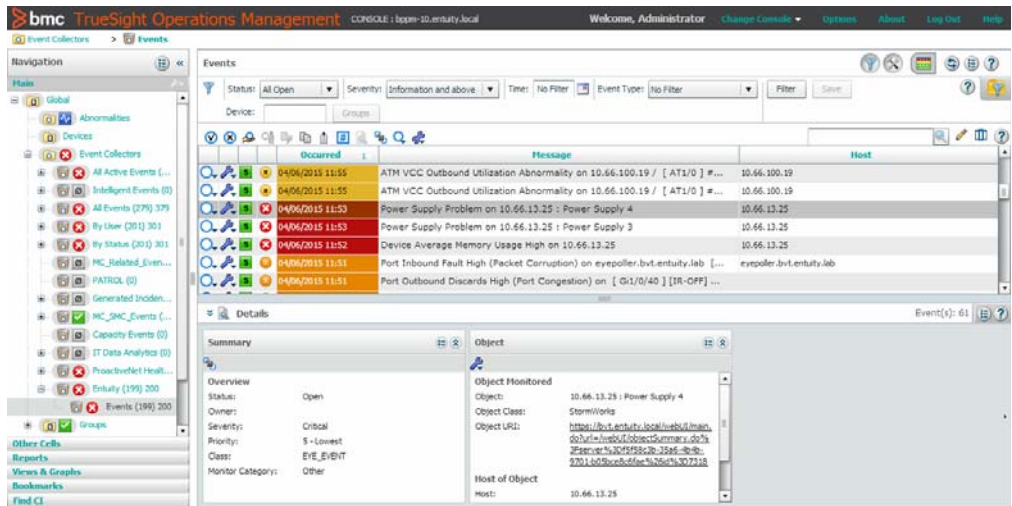 bmc TrueSight Operations Management CONSOLE : bppm-10.entuity.local Welcome, Administrator Change Console Options About Log Out Help
Event Collectors > Events
Navigation
Main
Global
Abnormalities
Devices
Event Collectors
All Active Events (...
Intelligent Events (0)
All Events (279) 379
By User (201) 301
By Status (201) 301
MC_Related_Even...
PATROL (0)
Generated Inciden...
MC_SMC_Events (...
Capacity Events (0)
IT Data Analytics (0)
ProactiveNet Healt...
Entuity (199) 200
Events (199) 200
Groups
Other Cells
Reports
Views & Graphs
Bookmarks
Find CI
Events
Status: All Open Severity: Information and above Time: No Filter Event Type: No Filter Filter Save
Device: Groups
Occurred Message Host
04/06/2015 11:55 ATM VCC Outbound Utilization Abnormality on 10.66.100.19 / [ AT1/0 ] #... 10.66.100.19
04/06/2015 11:55 ATM VCC Outbound Utilization Abnormality on 10.66.100.19 / [ AT1/0 ] #... 10.66.100.19
04/06/2015 11:53 Power Supply Problem on 10.66.13.25 : Power Supply 4 10.66.13.25
04/06/2015 11:53 Power Supply Problem on 10.66.13.25 : Power Supply 3 10.66.13.25
04/06/2015 11:52 Device Average Memory Usage High on 10.66.13.25 10.66.13.25
04/06/2015 11:51 Port Inbound Fault High (Packet Corruption) on eyepoller.bvt.entuity.lab [... eyepoller.bvt.entuity.lab
04/06/2015 11:51 Port Outbound Discards High (Port Congestion) on [ Gi1/0/40 ] [IR-OFF] ...
Details Event(s): 61
Summary
Overview
Status: Open
Owner:
Severity: Critical
Priority: 5 - Lowest
Class: EYE_EVENT
Monitor Category: Other
Object
Object Monitored
Object: 10.66.13.25 : Power Supply 4
Object Class: StormWorks
Object URI: https://bvt.entuity.local/webUI/main.
do?url=/webUI/objectSummary.do%
Host of Object
Host: 10.66.13.25